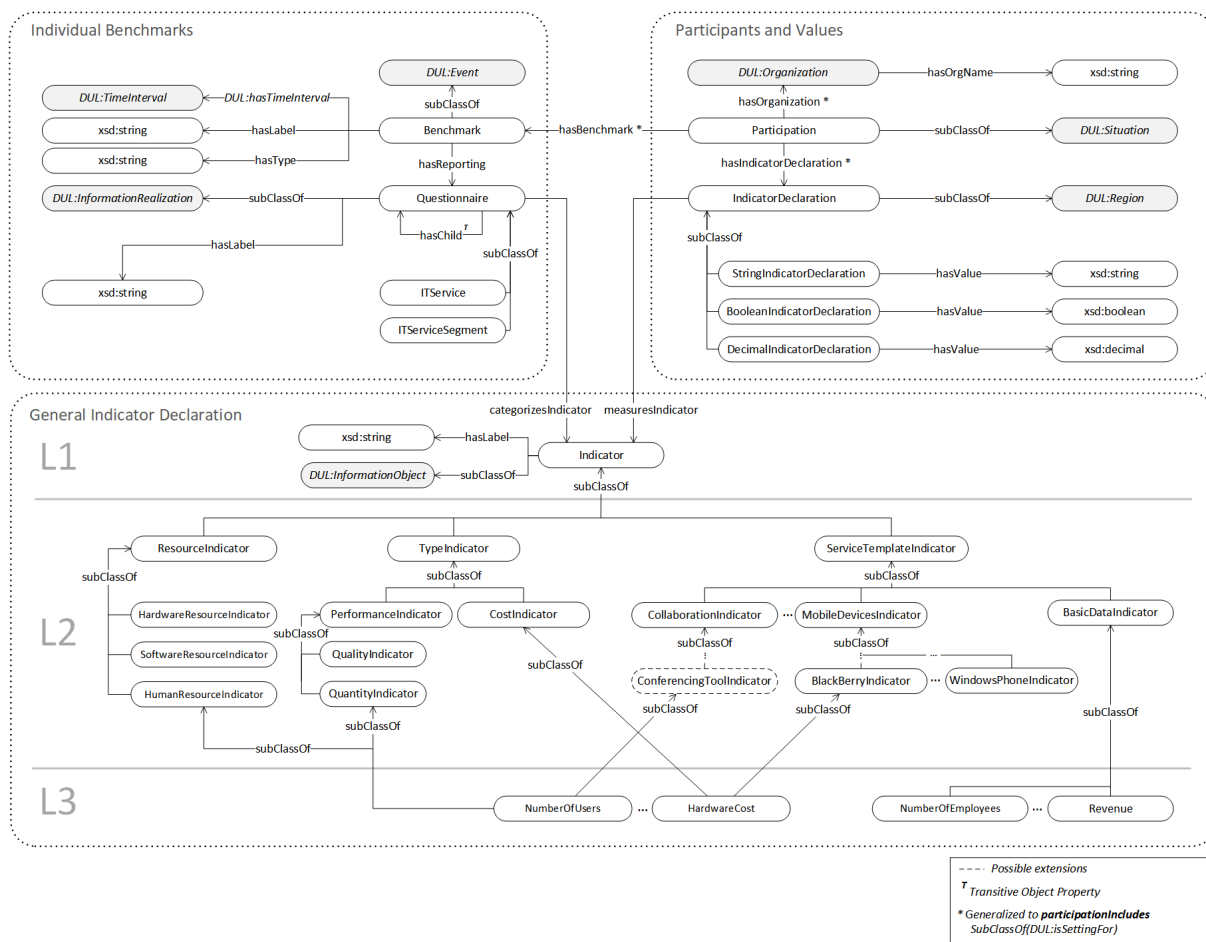 Individual Benchmarks
DUL:Event
DUL:TimeInterval
DUL:hasTimeInterval
subClassOf
xsd:string
hasLabel
Benchmark
xsd:string
hasType
hasReporting
DUL:InformationRealization
subClassOf
Questionnaire
hasChild
T
hasLabel
subClassOf
xsd:string
ITService
ITServiceSegment
hasBenchmark *
Participants and Values
DUL:Organization
hasOrgName
xsd:string
hasOrganization *
Participation
subClassOf
DUL:Situation
hasIndicatorDeclaration *
IndicatorDeclaration
subClassOf
DUL:Region
subClassOf
StringIndicatorDeclaration
hasValue
xsd:string
BooleanIndicatorDeclaration
hasValue
xsd:boolean
DecimalIndicatorDeclaration
hasValue
xsd:decimal
categorizesIndicator
measuresIndicator
General Indicator Declaration
L1
xsd:string
hasLabel
Indicator
DUL:InformationObject
subClassOf
subClassOf
L2
ResourceIndicator
TypeIndicator
ServiceTemplateIndicator
subClassOf
subClassOf
subClassOf
HardwareResourceIndicator
PerformanceIndicator
CostIndicator
CollaborationIndicator
...
MobileDevicesIndicator
BasicDataIndicator
subClassOf
subClassOf
subClassOf
SoftwareResourceIndicator
QualityIndicator
subClassOf
...
HumanResourceIndicator
QuantityIndicator
ConferencingToolIndicator
BlackBerryIndicator
...
WindowsPhoneIndicator
subClassOf
subClassOf
subClassOf
subClassOf
subClassOf
L3
NumberOfUsers
...
HardwareCost
NumberOfEmployees
...
Revenue
Possible extensions
T Transitive Object Property
* Generalized to participationIncludes
SubClassOf(DUL:isSettingFor)